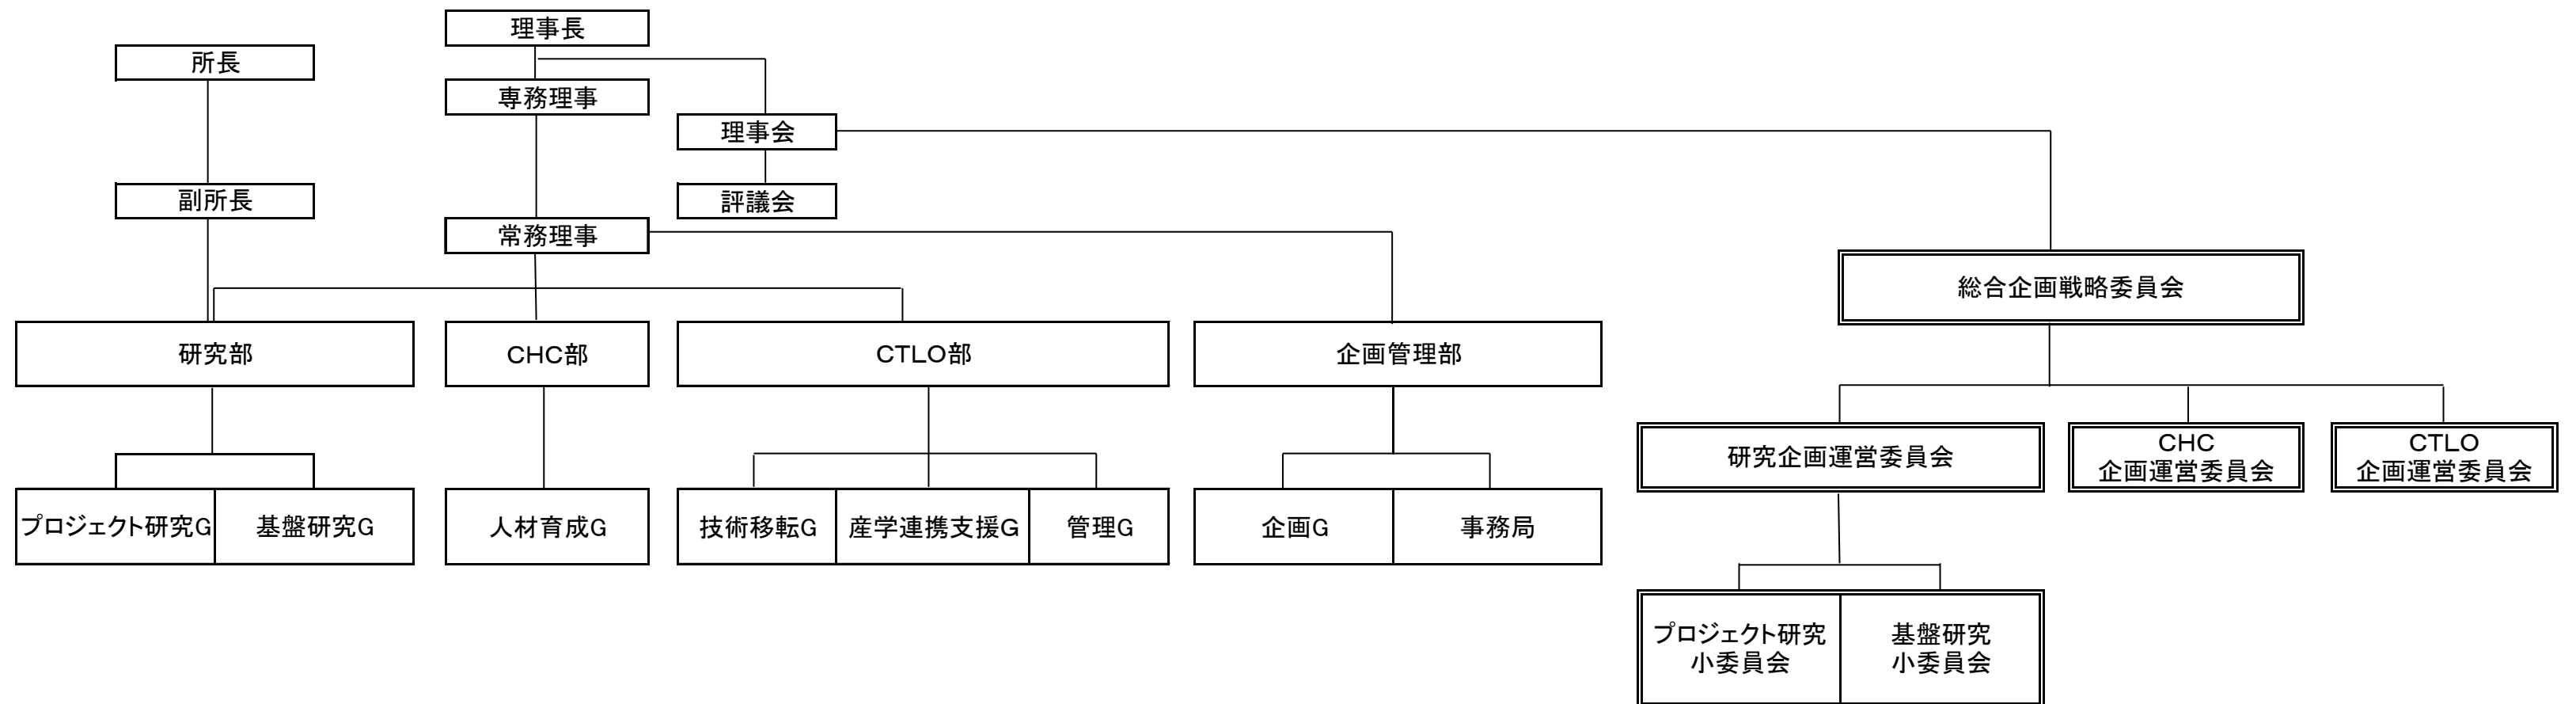 理事長
所長
専務理事
理事会
副所長
評議会
常務理事
総合企画戦略委員会
研究部
CHC部
CTLO部
企画管理部
研究企画運営委員会
CHC
企画運営委員会
CTLO
企画運営委員会
プロジェクト研究G
基盤研究G
人材育成G
技術移転G
産学連携支援G
管理G
企画G
事務局
プロジェクト研究
小委員会
基盤研究
小委員会